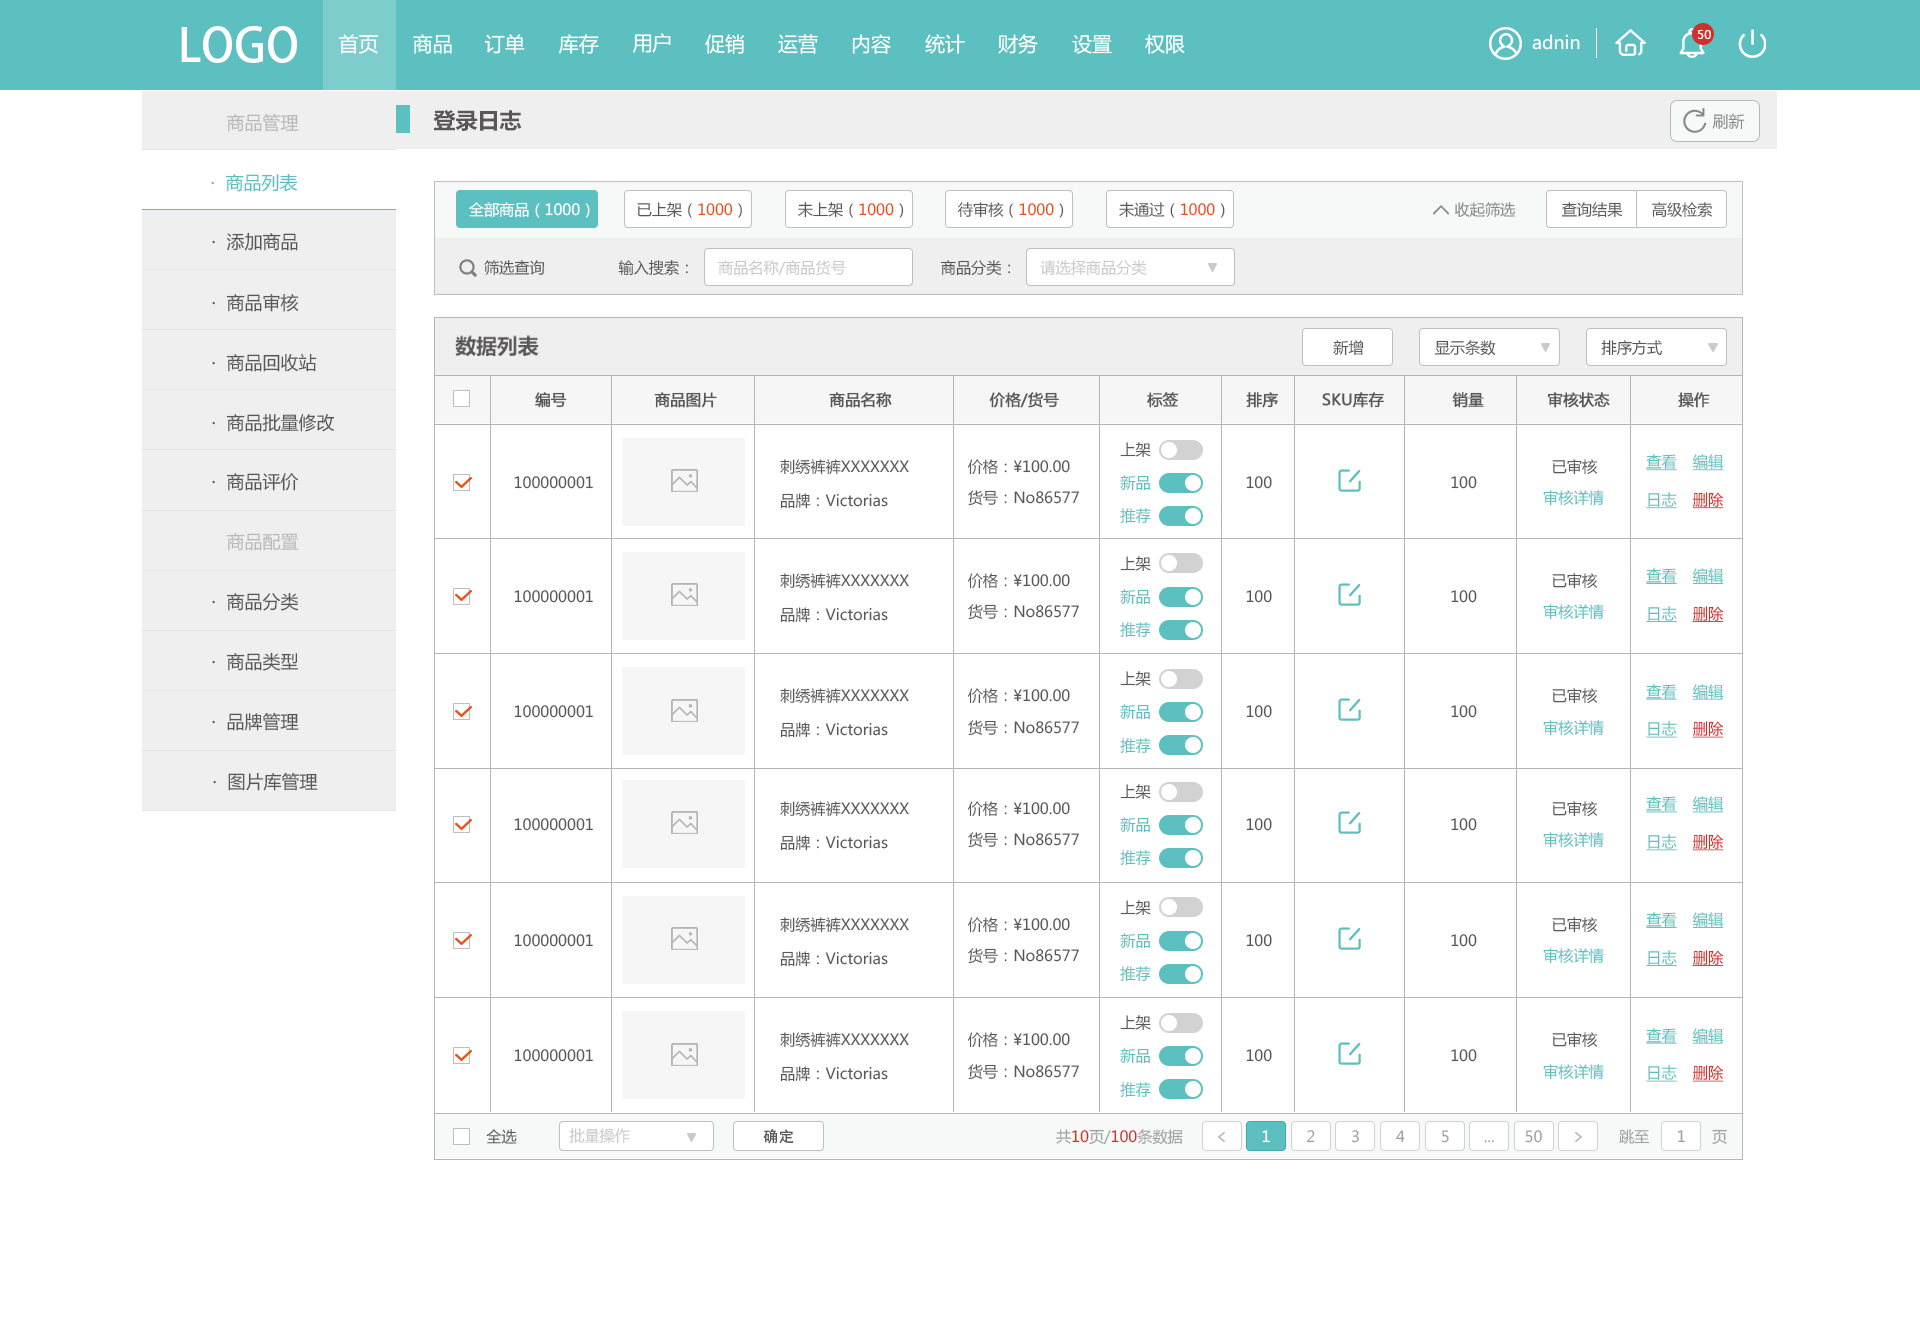 LOGO 首页 商品 订单 库存 用户 促销 运营 内容 统计 财务 设置 权限 adnin 50
商品管理
· 商品列表
· 添加商品
· 商品审核
· 商品回收站
· 商品批量修改
· 商品评价
商品配置
· 商品分类
· 商品类型
· 品牌管理
· 图片库管理
登录日志 刷新
全部商品（1000） 已上架（1000） 未上架（1000） 待审核（1000） 未通过（1000） 收起筛选 查询结果 高级检索
筛选查询 输入搜索： 商品名称/商品货号 商品分类： 请选择商品分类 ▼
数据列表 新增 显示条数 ▼ 排序方式 ▼
编号 商品图片 商品名称 价格/货号 标签 排序 SKU库存 销量 审核状态 操作
上架
刺绣裤裤XXXXXXX 价格：¥100.00 已审核 查看 编辑
100000001 新品 100 100
品牌：Victorias 货号：No86577 审核详情 日志 删除
推荐
上架
刺绣裤裤XXXXXXX 价格：¥100.00 已审核 查看 编辑
100000001 新品 100 100
品牌：Victorias 货号：No86577 审核详情 日志 删除
推荐
上架
刺绣裤裤XXXXXXX 价格：¥100.00 已审核 查看 编辑
100000001 新品 100 100
品牌：Victorias 货号：No86577 审核详情 日志 删除
推荐
上架
刺绣裤裤XXXXXXX 价格：¥100.00 已审核 查看 编辑
100000001 新品 100 100
品牌：Victorias 货号：No86577 审核详情 日志 删除
推荐
上架
刺绣裤裤XXXXXXX 价格：¥100.00 已审核 查看 编辑
100000001 新品 100 100
品牌：Victorias 货号：No86577 审核详情 日志 删除
推荐
上架
刺绣裤裤XXXXXXX 价格：¥100.00 已审核 查看 编辑
100000001 新品 100 100
品牌：Victorias 货号：No86577 审核详情 日志 删除
推荐
全选 批量操作 ▼ 确定 共10页/100条数据 < 1 2 3 4 5 ... 50 > 跳至 1 页